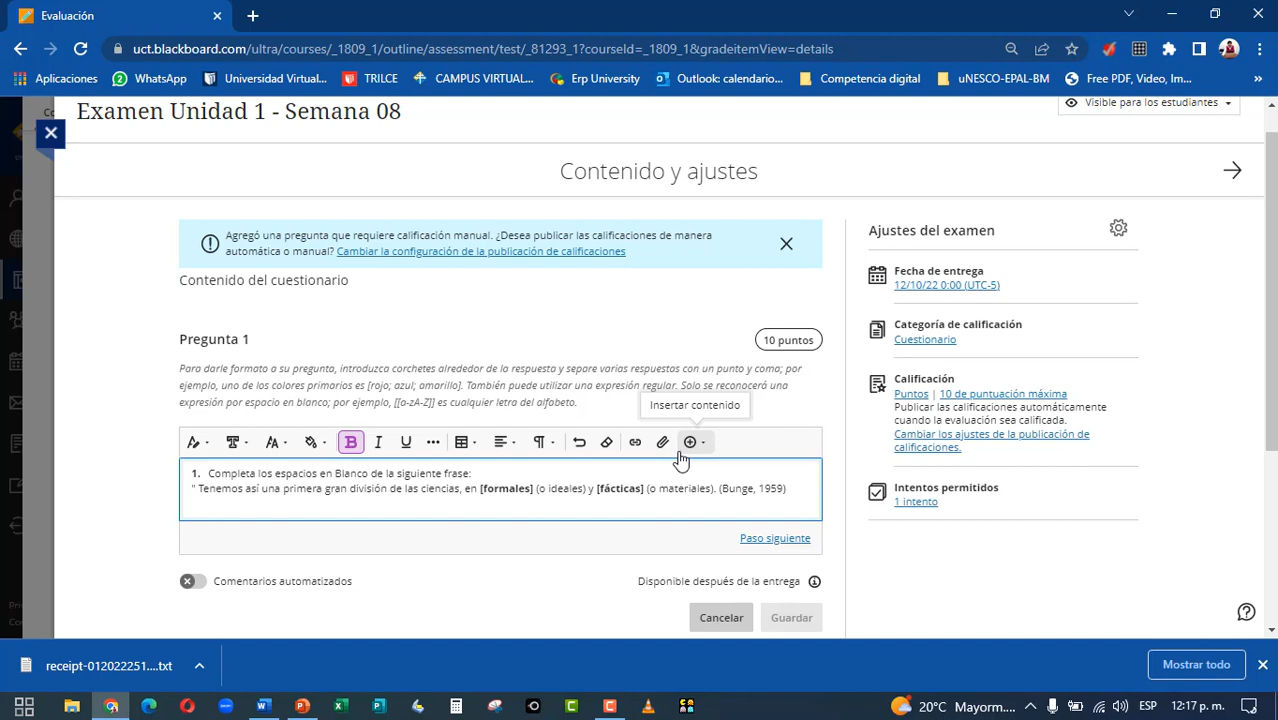 Evaluación
uct.blackboard.com/ultra/courses/_1809_1/outline/assessment/test/_81293_1?courseId=_1809_1&gradeitemView=details
Aplicaciones
WhatsApp
Universidad Virtual...
TRILCE
CAMPUS VIRTUAL...
Erp University
Outlook: calendario...
Competencia digital
uNESCO-EPAL-BM
Free PDF, Video, Im...
»
Examen Unidad 1 - Semana 08
Visible para los estudiantes
Contenido y ajustes
Agregó una pregunta que requiere calificación manual. ¿Desea publicar las calificaciones de manera
automática o manual? Cambiar la configuración de la publicación de calificaciones
Contenido del cuestionario
Pregunta 1
10 puntos
Para darle formato a su pregunta, introduzca corchetes alrededor de la respuesta y separe varias respuestas con un punto y coma; por
ejemplo, uno de los colores primarios es [rojo; azul; amarillo]. También puede utilizar una expresión regular. Solo se reconocerá una
expresión por espacio en blanco; por ejemplo, [[a-zA-Z]] es cualquier letra del alfabeto.
Insertar contenido
1. Completa los espacios en Blanco de la siguiente frase:
" Tenemos así una primera gran división de las ciencias, en [formales] (o ideales) y [fácticas] (o materiales). (Bunge, 1959)
Paso siguiente
Comentarios automatizados
Disponible después de la entrega
Cancelar
Guardar
Ajustes del examen
Fecha de entrega
12/10/22 0:00 (UTC-5)
Categoría de calificación
Cuestionario
Calificación
Puntos | 10 de puntuación máxima
Publicar las calificaciones automáticamente
cuando la evaluación sea calificada.
Cambiar los ajustes de la publicación de
calificaciones.
Intentos permitidos
1 intento
receipt-012022251....txt
Mostrar todo
20°C Mayorm...
ESP
12:17 p. m.